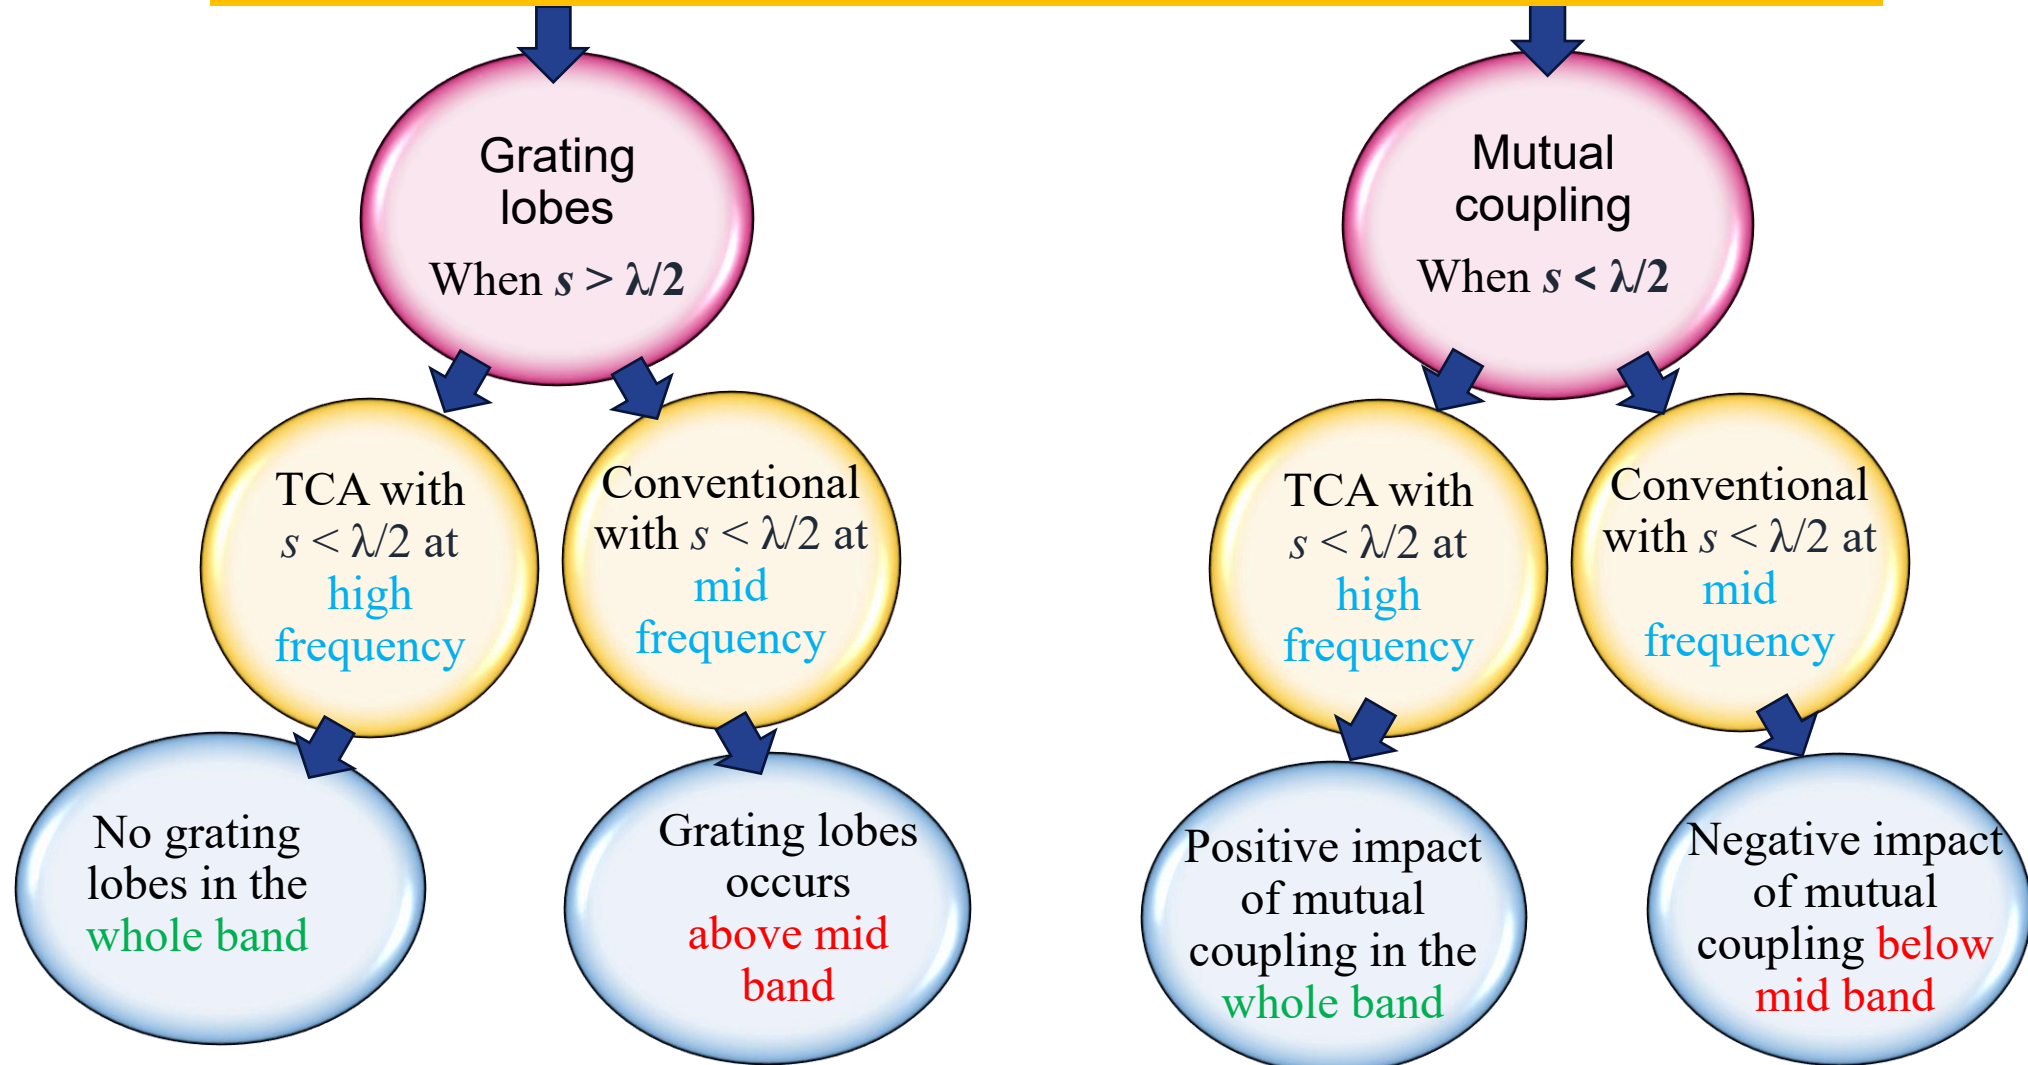 Grating
lobes
When s > λ/2
TCA with
s < λ/2 at
high
frequency
Conventional
with s < λ/2 at
mid
frequency
No grating
lobes in the
whole band
Grating lobes
occurs
above mid
band
Mutual
coupling
When s < λ/2
TCA with
s < λ/2 at
high
frequency
Conventional
with s < λ/2 at
mid
frequency
Positive impact
of mutual
coupling in the
whole band
Negative impact
of mutual
coupling below
mid band